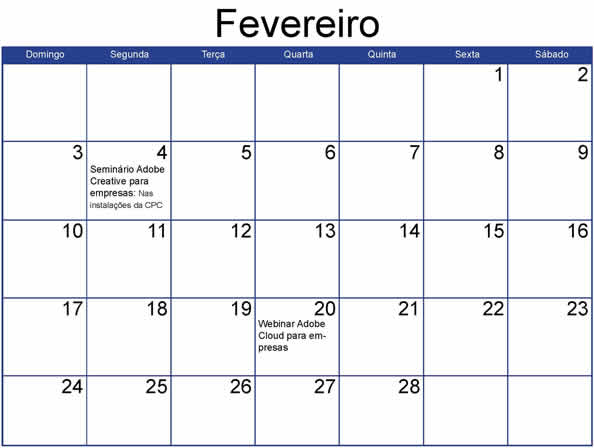 Fevereiro
Domingo Segunda Terça Quarta Quinta Sexta Sábado
1 2
3 4 5 6 7 8 9
Seminário Adobe
Creative para
empresas: Nas
instalações da CPC
10 11 12 13 14 15 16
17 18 19 20 21 22 23
Webinar Adobe
Cloud para em-
presas
24 25 26 27 28